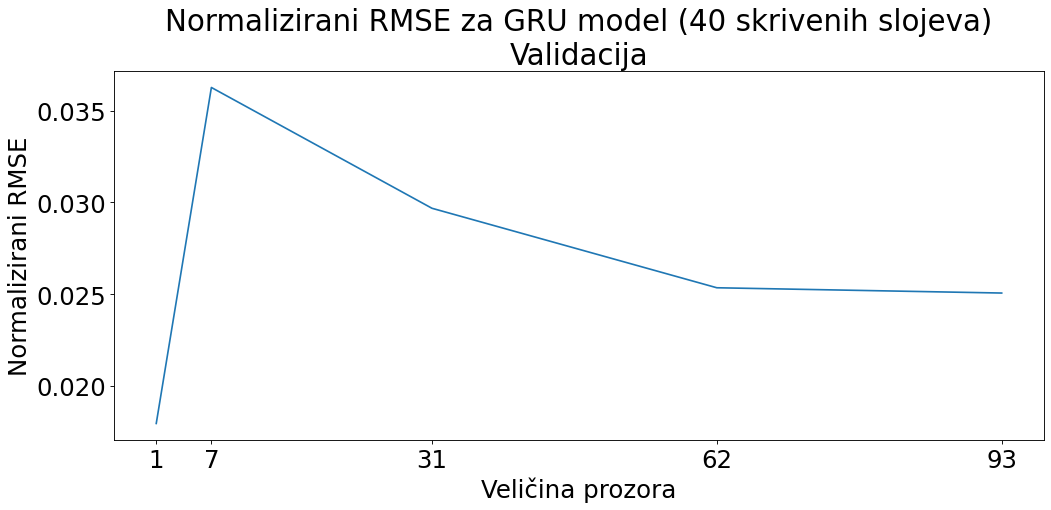 Normalizirani RMSE za GRU model (40 skrivenih slojeva)
Validacija
Normalizirani RMSE
0.035
0.030
0.025
0.020
1 7 31 62 93
Veličina prozora